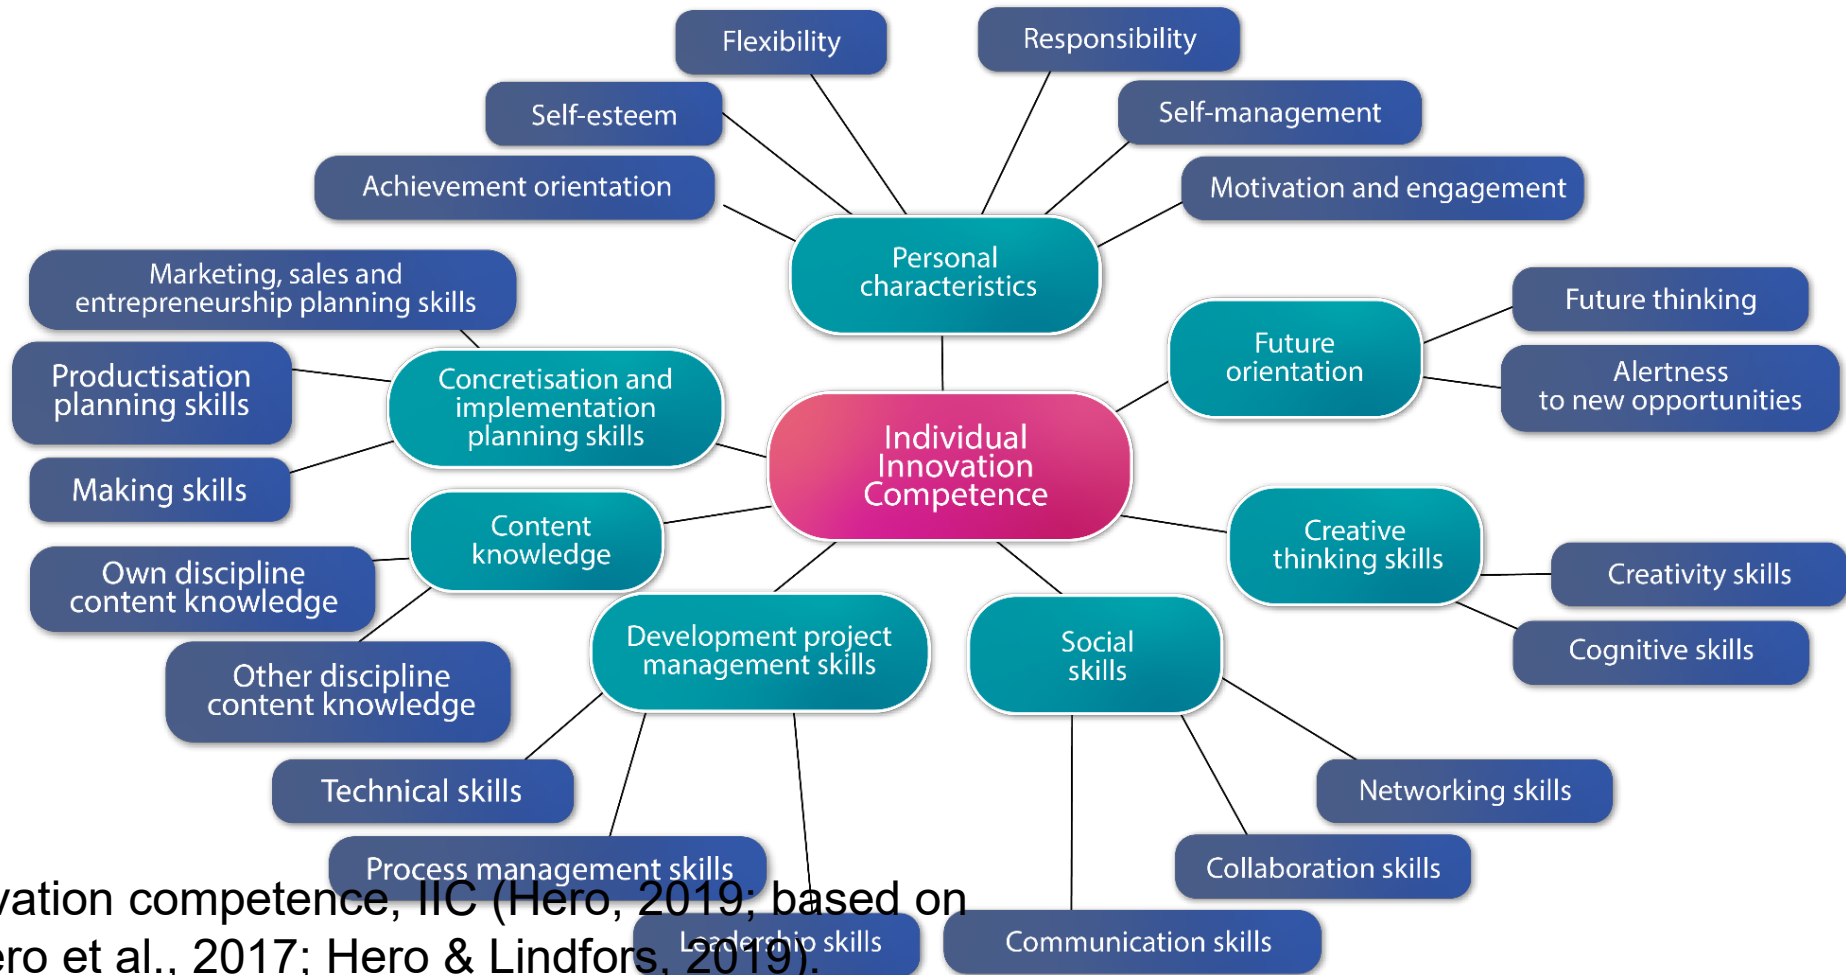 Flexibility
Responsibility
Self-esteem
Self-management
Achievement orientation
Motivation and engagement
Personal
characteristics
Marketing, sales and
entrepreneurship planning skills
Future thinking
Future
orientation
Alertness
to new opportunities
Productisation
planning skills
Concretisation and
implementation
planning skills
Individual
Innovation
Competence
Making skills
Content
knowledge
Creative
thinking skills
Own discipline
content knowledge
Creativity skills
Cognitive skills
Development project
management skills
Social
skills
Other discipline
content knowledge
Technical skills
Networking skills
Process management skills
Collaboration skills
vation competence, IIC (Hero, 2019; based on
Leadership skills
Communication skills
ero et al., 2017; Hero & Lindfors, 2019).